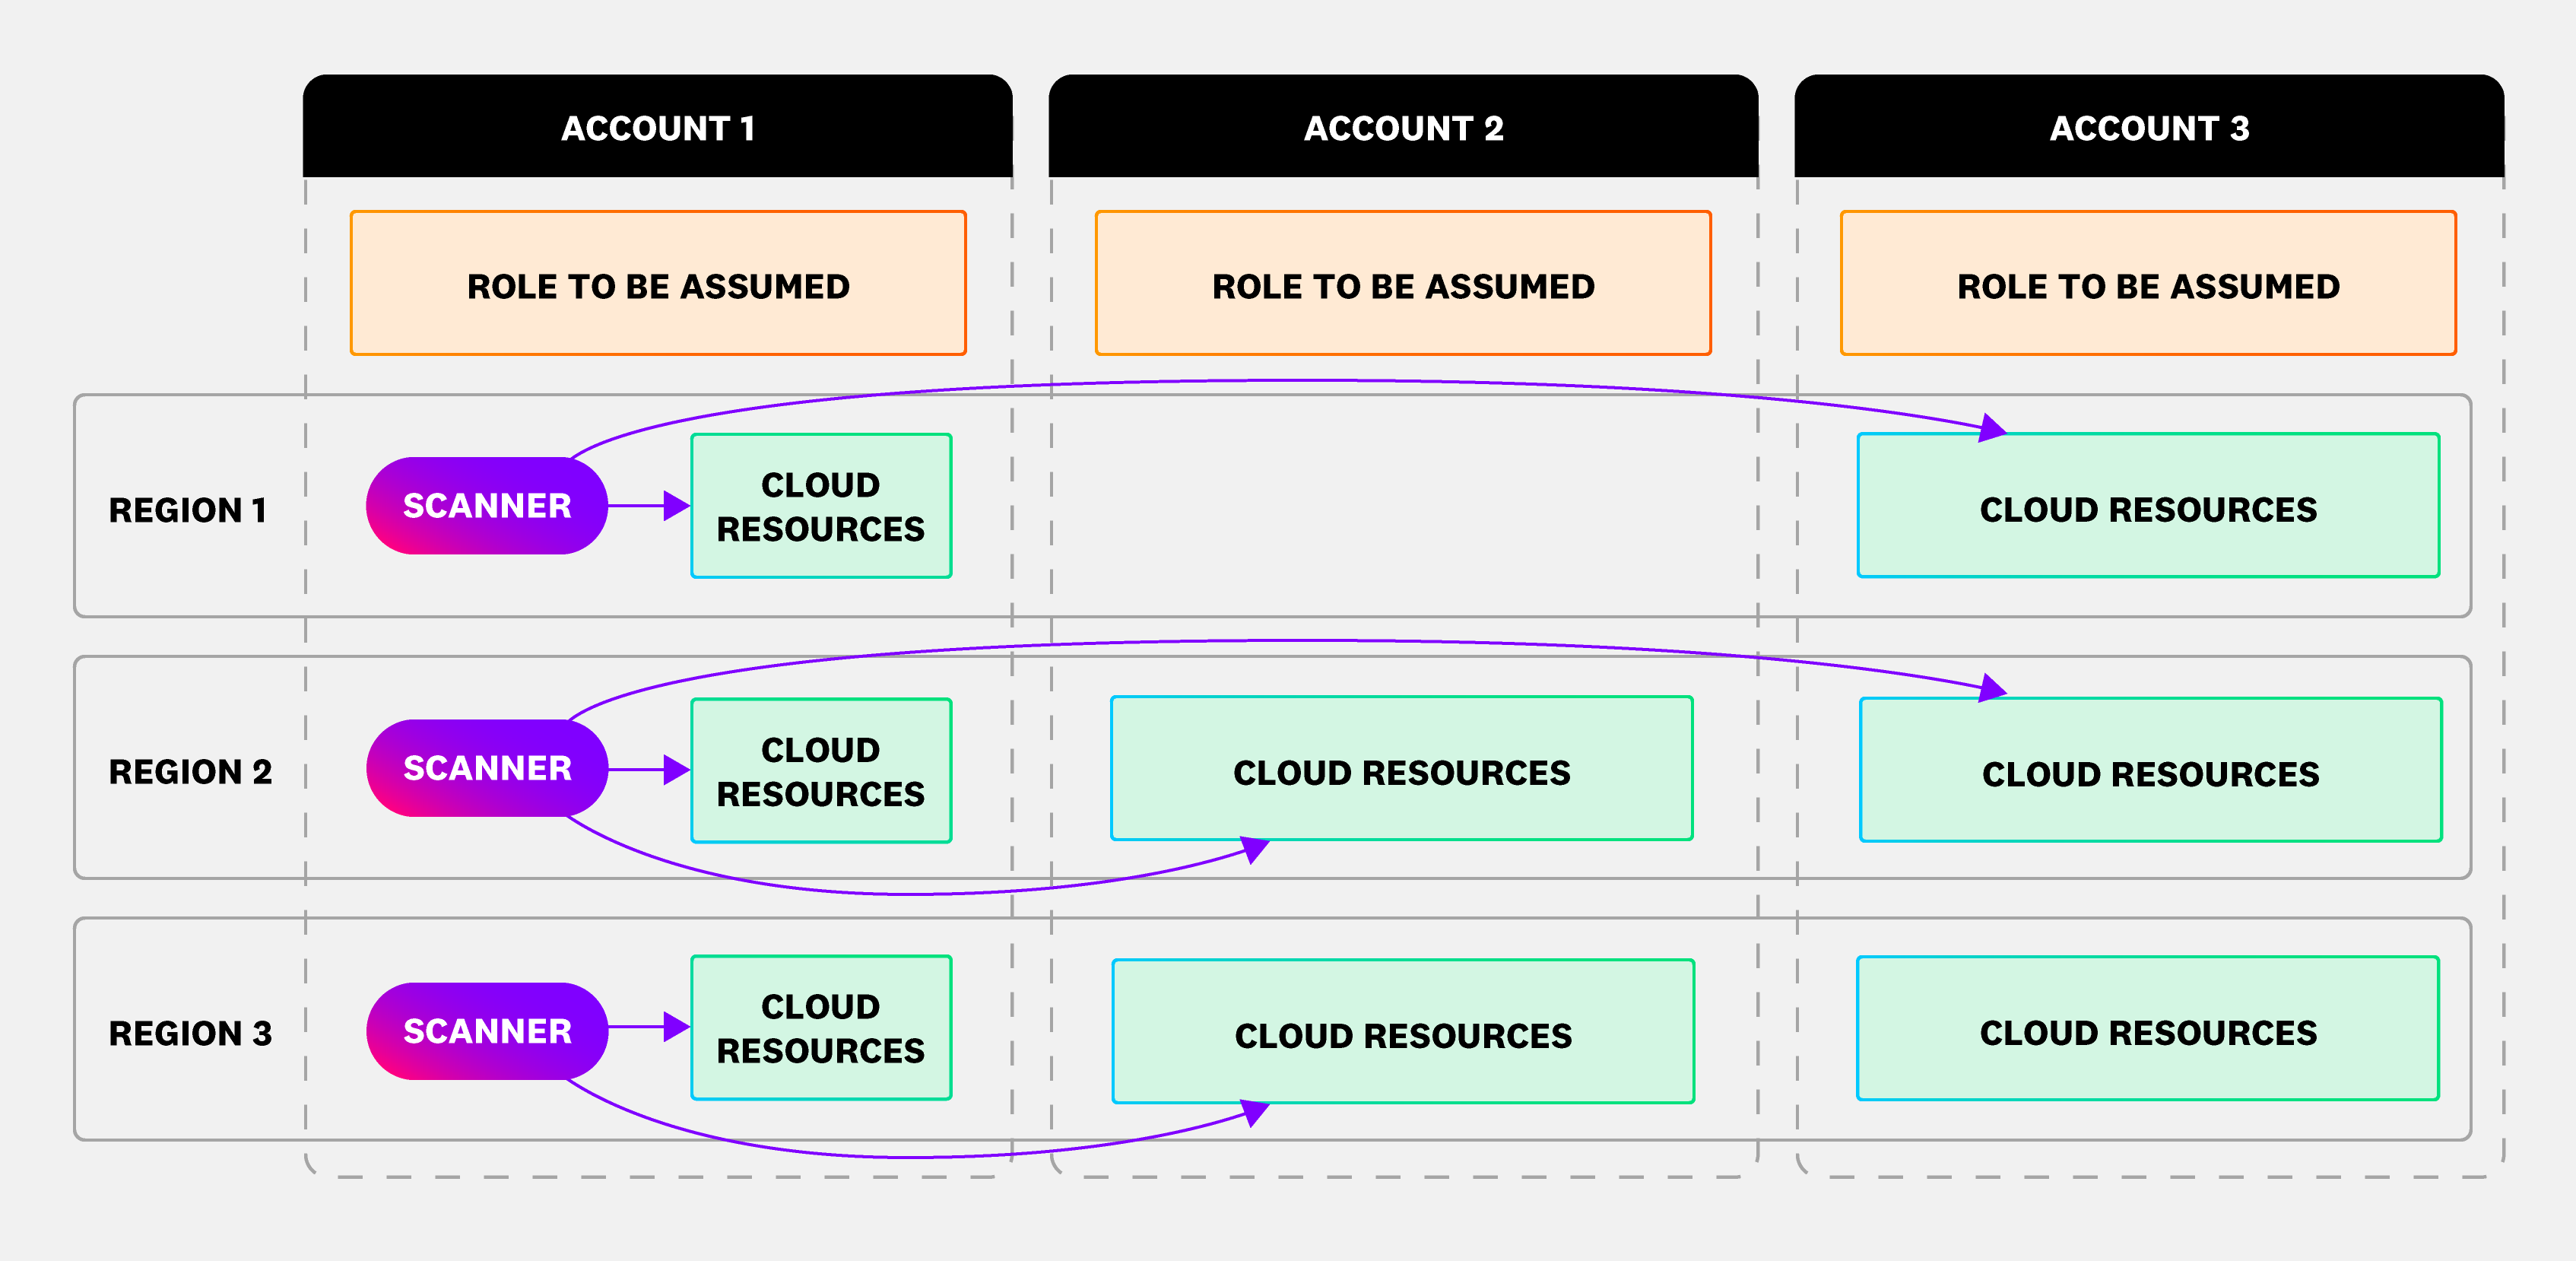 ACCOUNT 1
ACCOUNT 2
ACCOUNT 3
ROLE TO BE ASSUMED
ROLE TO BE ASSUMED
ROLE TO BE ASSUMED
REGION 1
SCANNER
CLOUD
RESOURCES
CLOUD RESOURCES
REGION 2
SCANNER
CLOUD
RESOURCES
CLOUD RESOURCES
CLOUD RESOURCES
REGION 3
SCANNER
CLOUD
RESOURCES
CLOUD RESOURCES
CLOUD RESOURCES